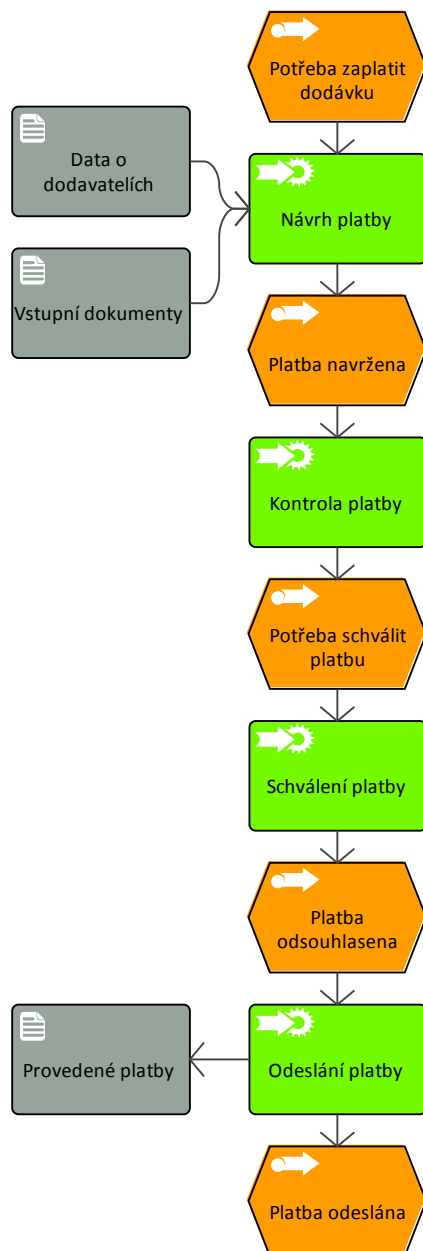 Potřeba zaplatit
dodávku
Data o
dodavatelích
Návrh platby
Vstupní dokumenty
Platba navržena
Kontrola platby
Potřeba schválit
platbu
Schválení platby
Platba
odsouhlasena
Provedené platby
Odeslání platby
Platba odeslána